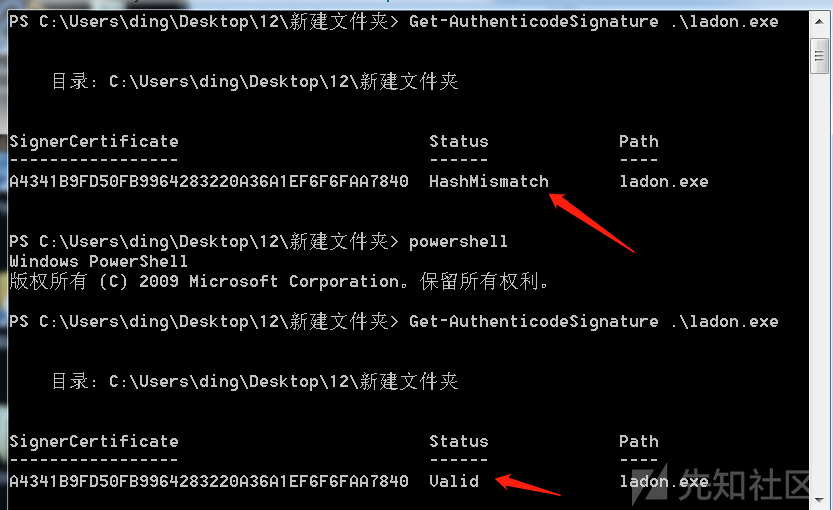 PS C:\Users\ding\Desktop\12\新建文件夹> Get-AuthenticodeSignature .\ladon.exe
目录: C:\Users\ding\Desktop\12\新建文件夹
SignerCertificate Status Path
----------------- ------ ----
A4341B9FD50FB9964283220A36A1EF6F6FAA7840 HashMismatch ladon.exe
PS C:\Users\ding\Desktop\12\新建文件夹> powershell
Windows PowerShell
版权所有 (C) 2009 Microsoft Corporation。保留所有权利。
PS C:\Users\ding\Desktop\12\新建文件夹> Get-AuthenticodeSignature .\ladon.exe
目录: C:\Users\ding\Desktop\12\新建文件夹
SignerCertificate Status Path
----------------- ------ ----
A4341B9FD50FB9964283220A36A1EF6F6FAA7840 Valid ladon.exe
先知社区